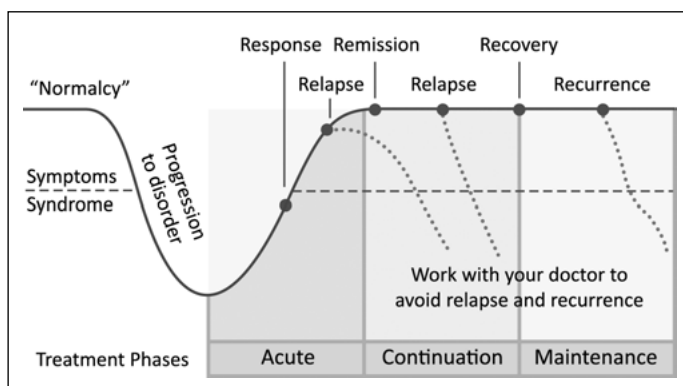 Response Remission Recovery
Relapse Relapse Recurrence
“Normalcy”
Progression
to disorder
Symptoms
Syndrome
Work with your doctor to
avoid relapse and recurrence
Treatment Phases Acute Continuation Maintenance